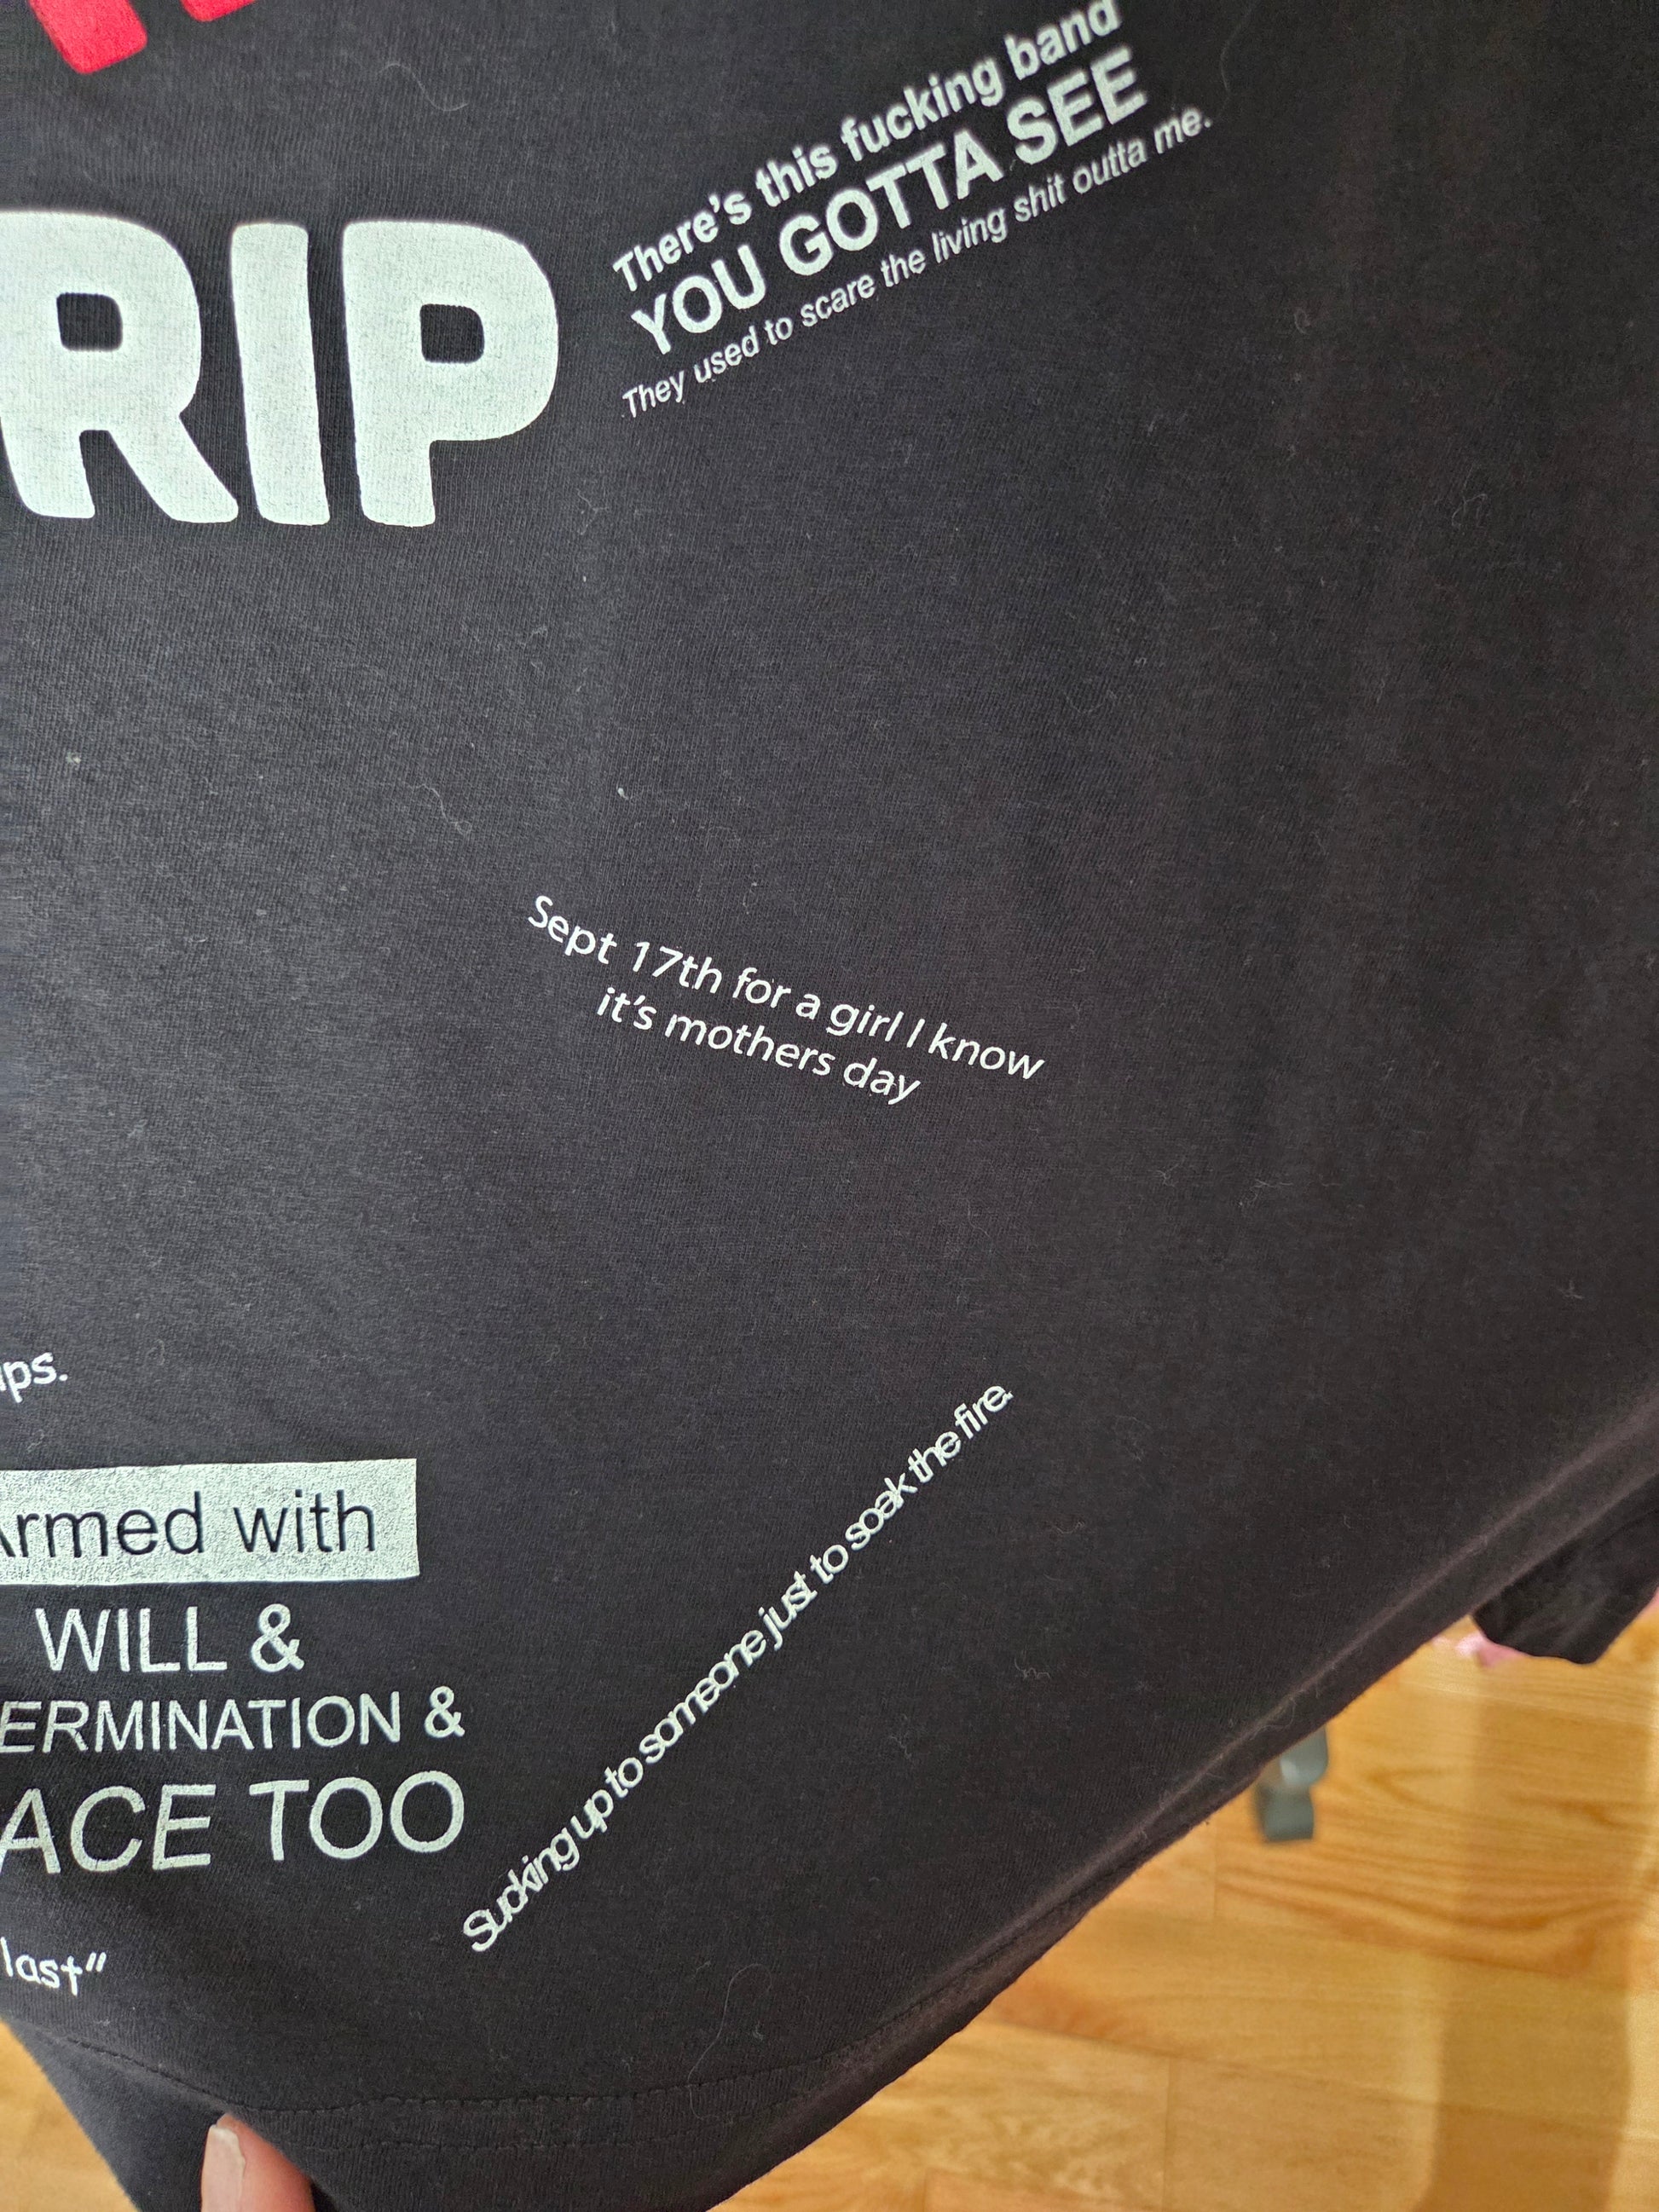 There's this fucking band
YOU GOTTA SEE
They used to scare the living shit outta me.
RIP
Sept 17th for a girl I know
it's mothers day
ips.
Armed with
WILL &
ERMINATION &
ACE TOO
last"
Sucking up to someone just to soak the fire.